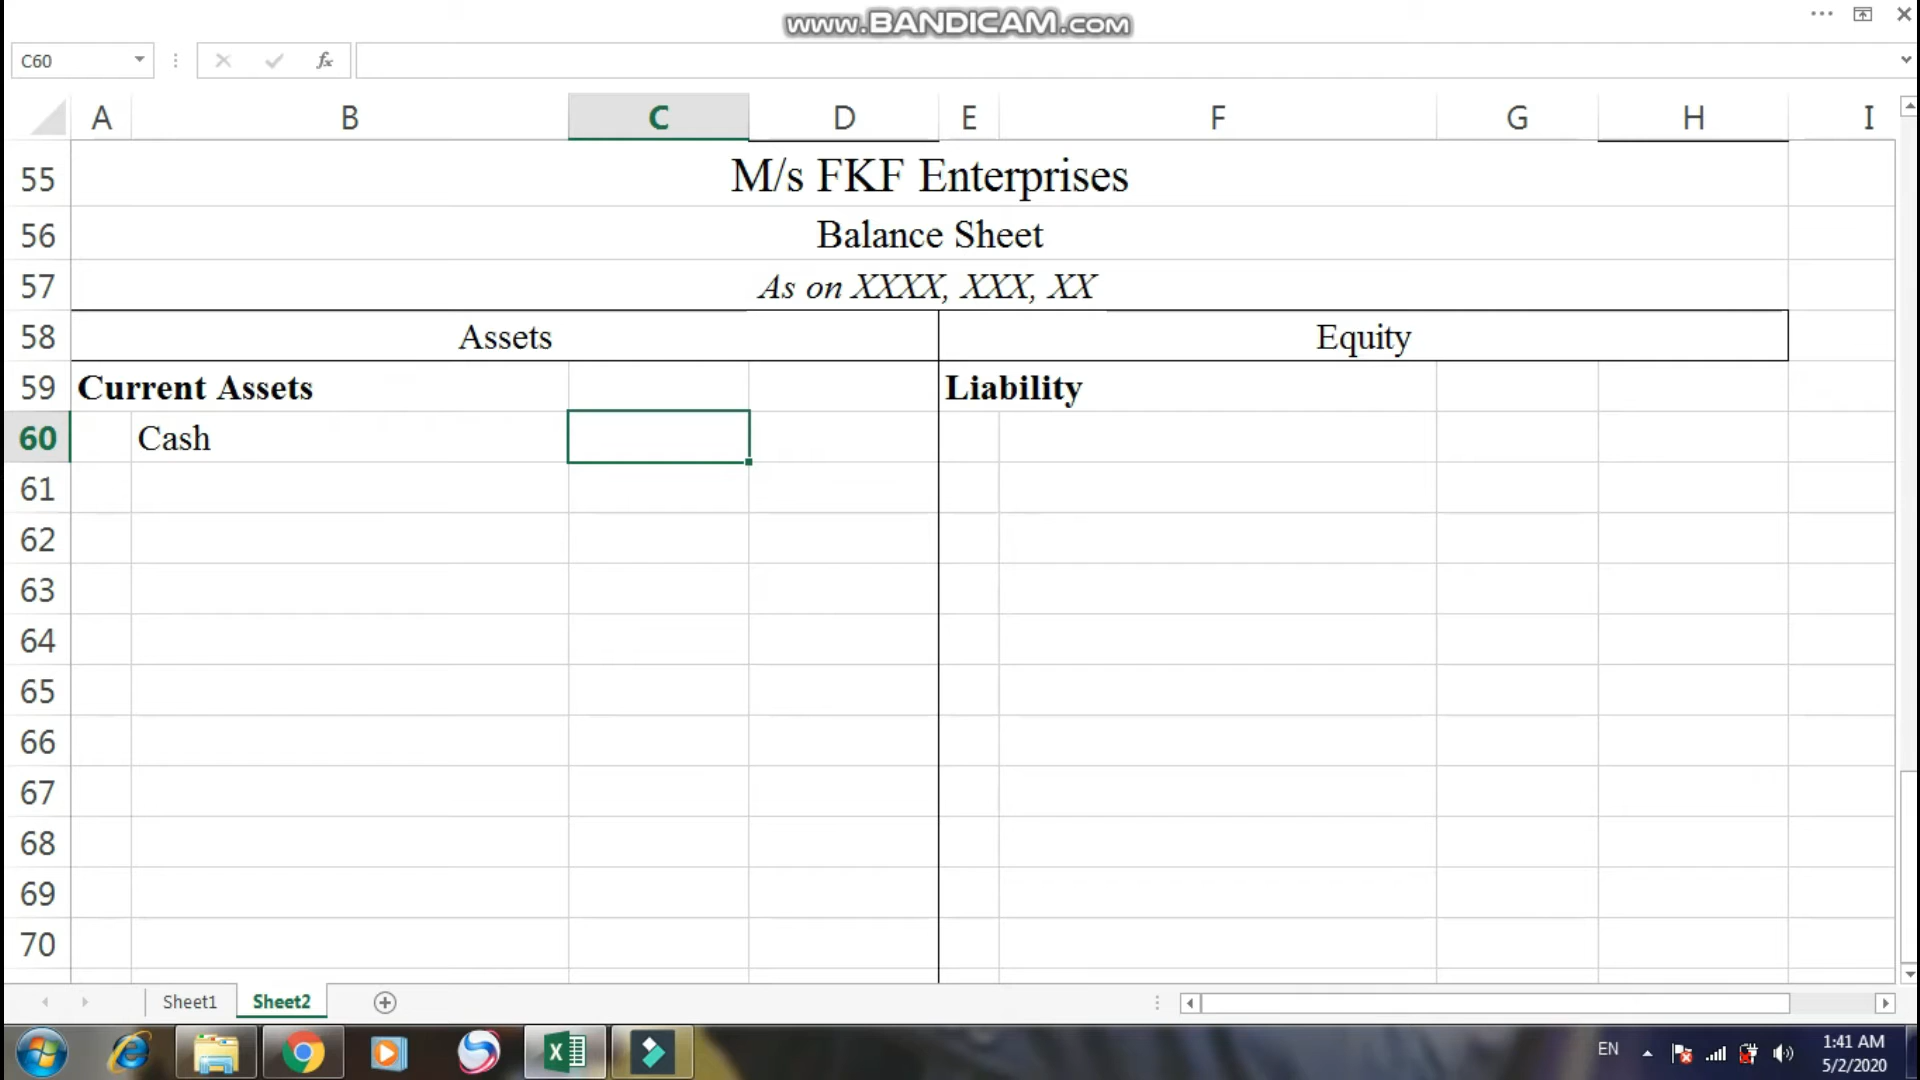 www.BANDICAM.com
C60
fx
A B C D E F G H I
55 M/s FKF Enterprises
56 Balance Sheet
57 As on XXXX, XXX, XX
58 Assets Equity
59 Current Assets Liability
60 Cash
61
62
63
64
65
66
67
68
69
70
Sheet1 Sheet2
EN 1:41 AM
5/2/2020